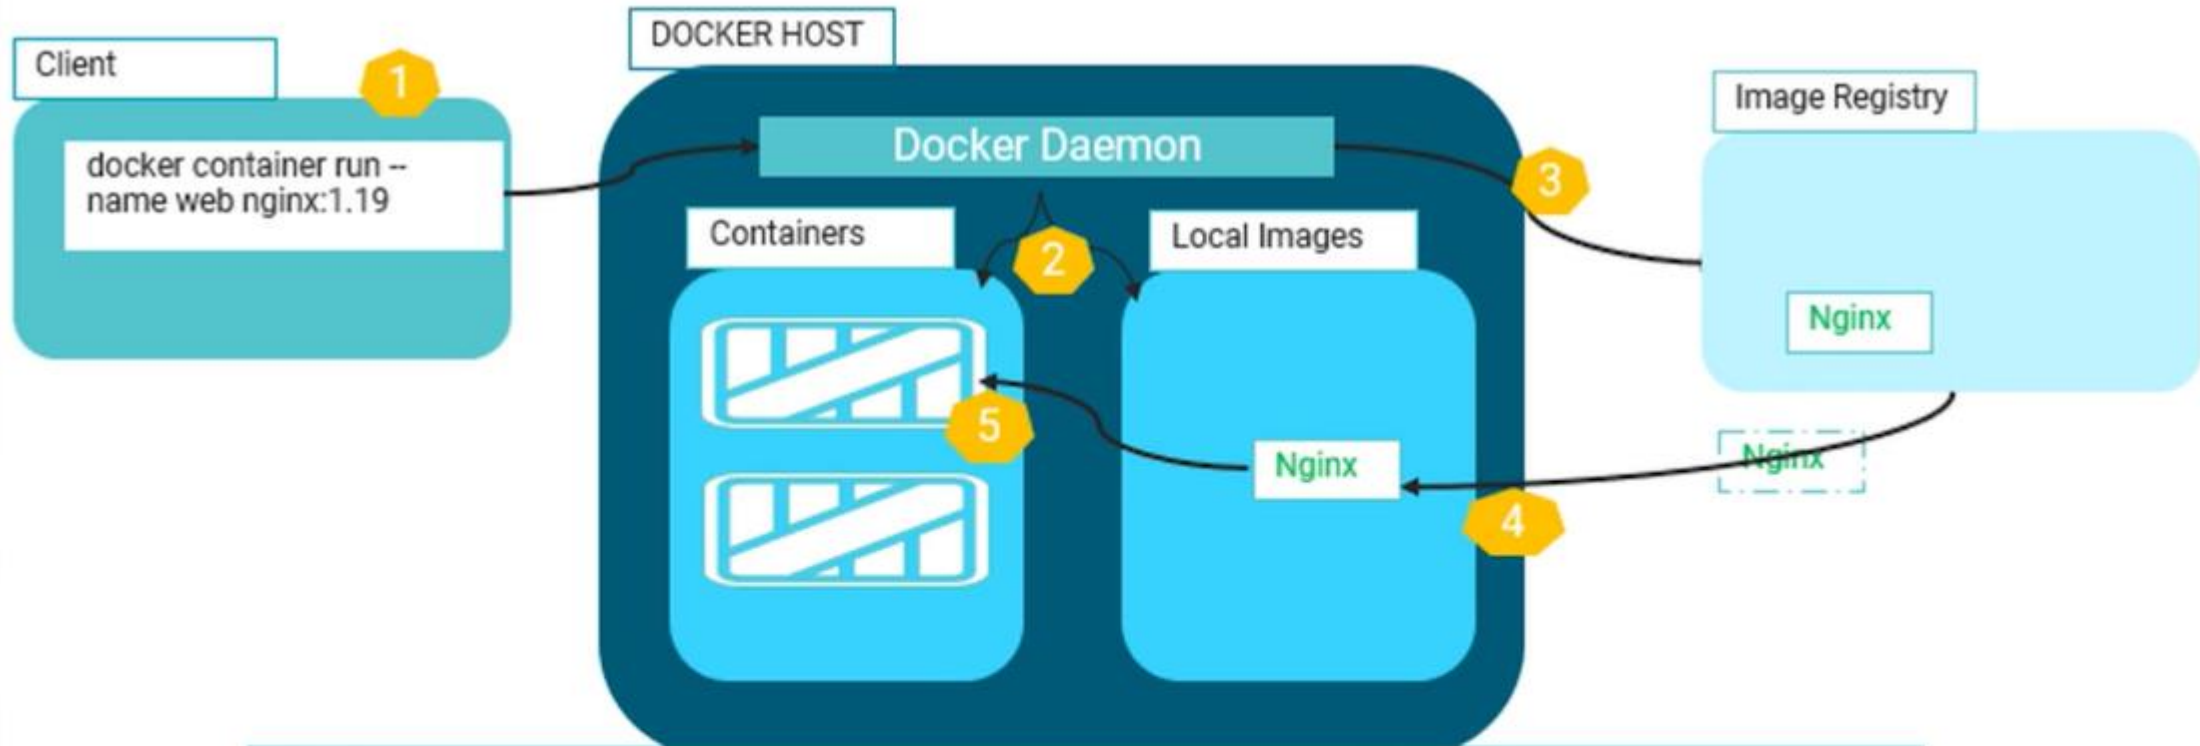 Client
1
docker container run --
name web nginx:1.19
DOCKER HOST
Docker Daemon
Containers
2
Local Images
3
Image Registry
Nginx
5
Nginx
4
Nginx